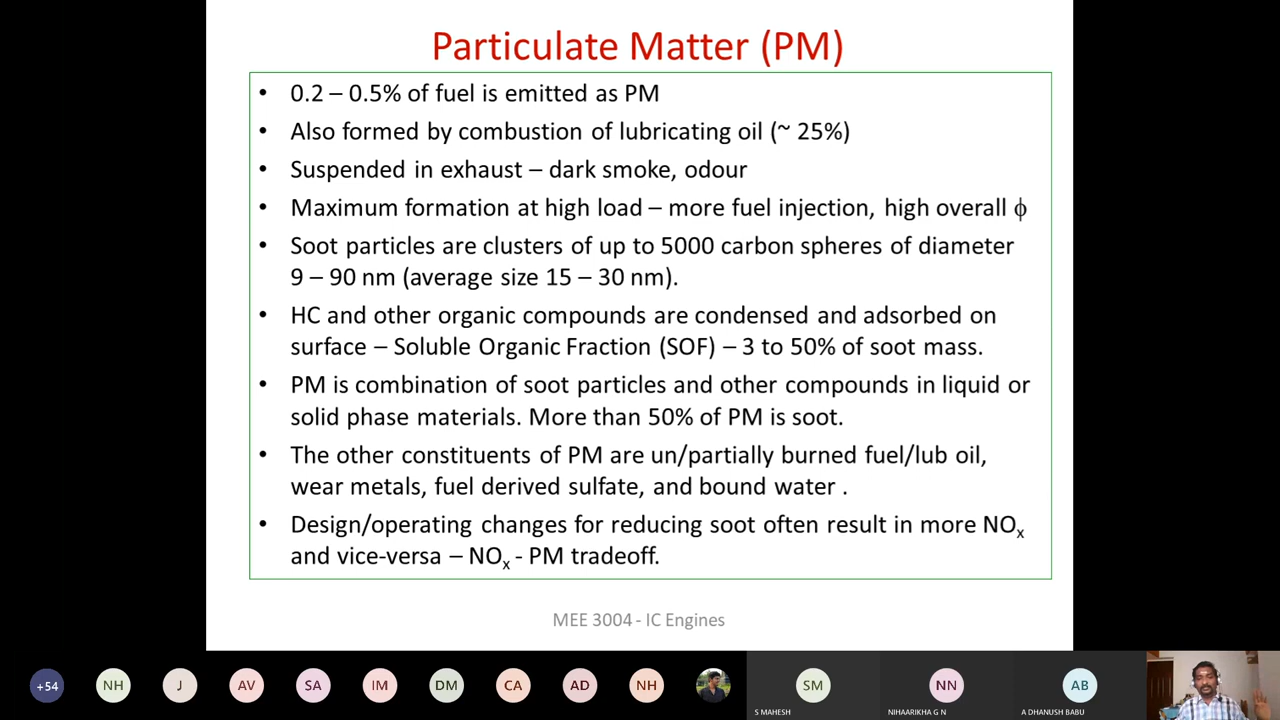 Particulate Matter (PM)
• 0.2 – 0.5% of fuel is emitted as PM
• Also formed by combustion of lubricating oil (~ 25%)
• Suspended in exhaust – dark smoke, odour
• Maximum formation at high load – more fuel injection, high overall ϕ
• Soot particles are clusters of up to 5000 carbon spheres of diameter
9 – 90 nm (average size 15 – 30 nm).
• HC and other organic compounds are condensed and adsorbed on
surface – Soluble Organic Fraction (SOF) – 3 to 50% of soot mass.
• PM is combination of soot particles and other compounds in liquid or
solid phase materials. More than 50% of PM is soot.
• The other constituents of PM are un/partially burned fuel/lub oil,
wear metals, fuel derived sulfate, and bound water .
• Design/operating changes for reducing soot often result in more NOx
and vice-versa – NOx - PM tradeoff.
MEE 3004 - IC Engines
+54 NH J AV SA IM DM CA AD NH SM NN AB
S MAHESH NIHAARIKHA G N A DHANUSH BABU